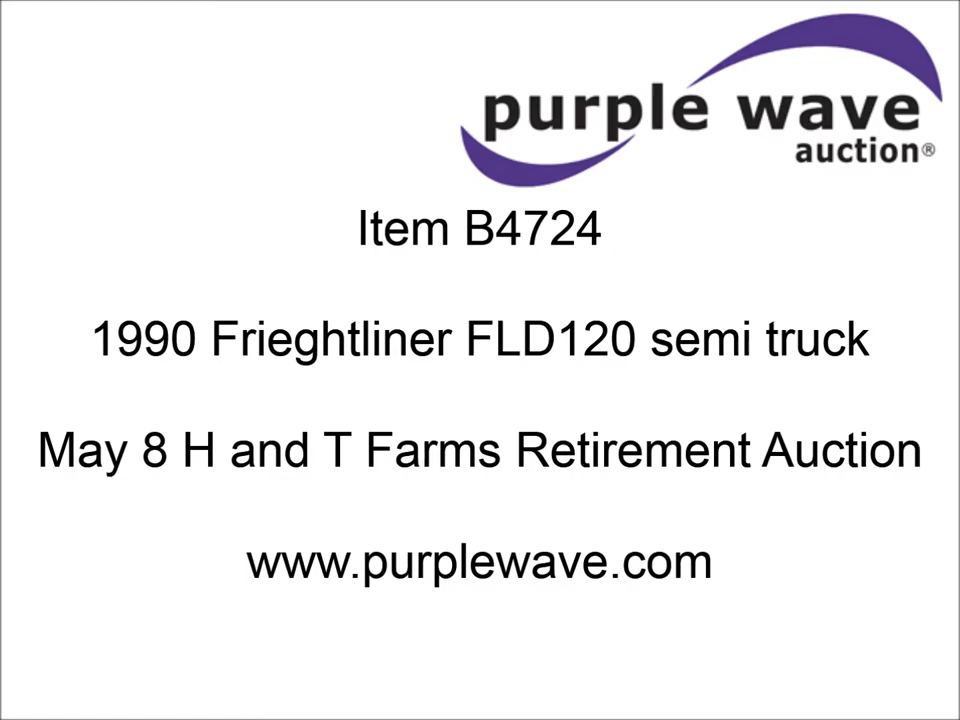 purple wave
auction®
Item B4724
1990 Frieghtliner FLD120 semi truck
May 8 H and T Farms Retirement Auction
www.purplewave.com